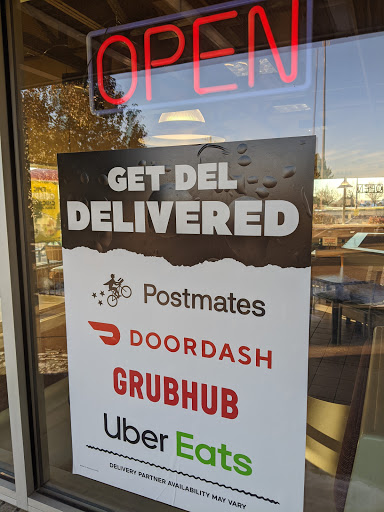 OPEN
GET DEL
DELIVERED
Postmates
DOORDASH
GRUBHUB
Uber Eats
DELIVERY PARTNER AVAILABILITY MAY VARY